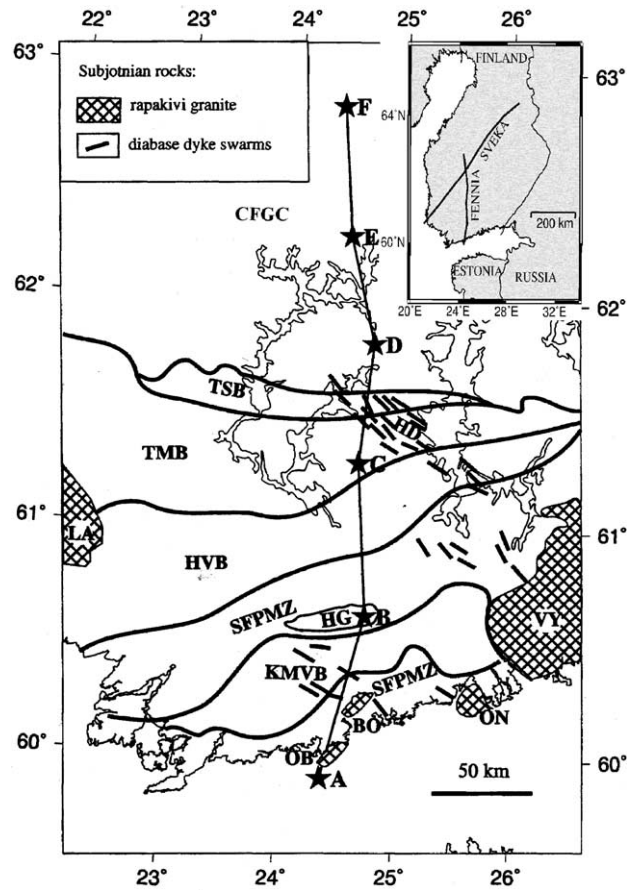 22° 23° 24° 25° 26°
63°
Subjotnian rocks:
rapakivi granite
diabase dyke swarms
FINLAND
64°N
SVEKA
FENNIA
200 km
60°N
ESTONIA
RUSSIA
20°E 24°E 28°E 32°E
63°
F
CFGC
E
62°
62°
D
TSB
HD
TMB
C
61°
LA
61°
HVB
SFPMZ
HG
B
VY
KMVB
SFPMZ
BO
ON
60°
OB
60°
A
50 km
23° 24° 25° 26°